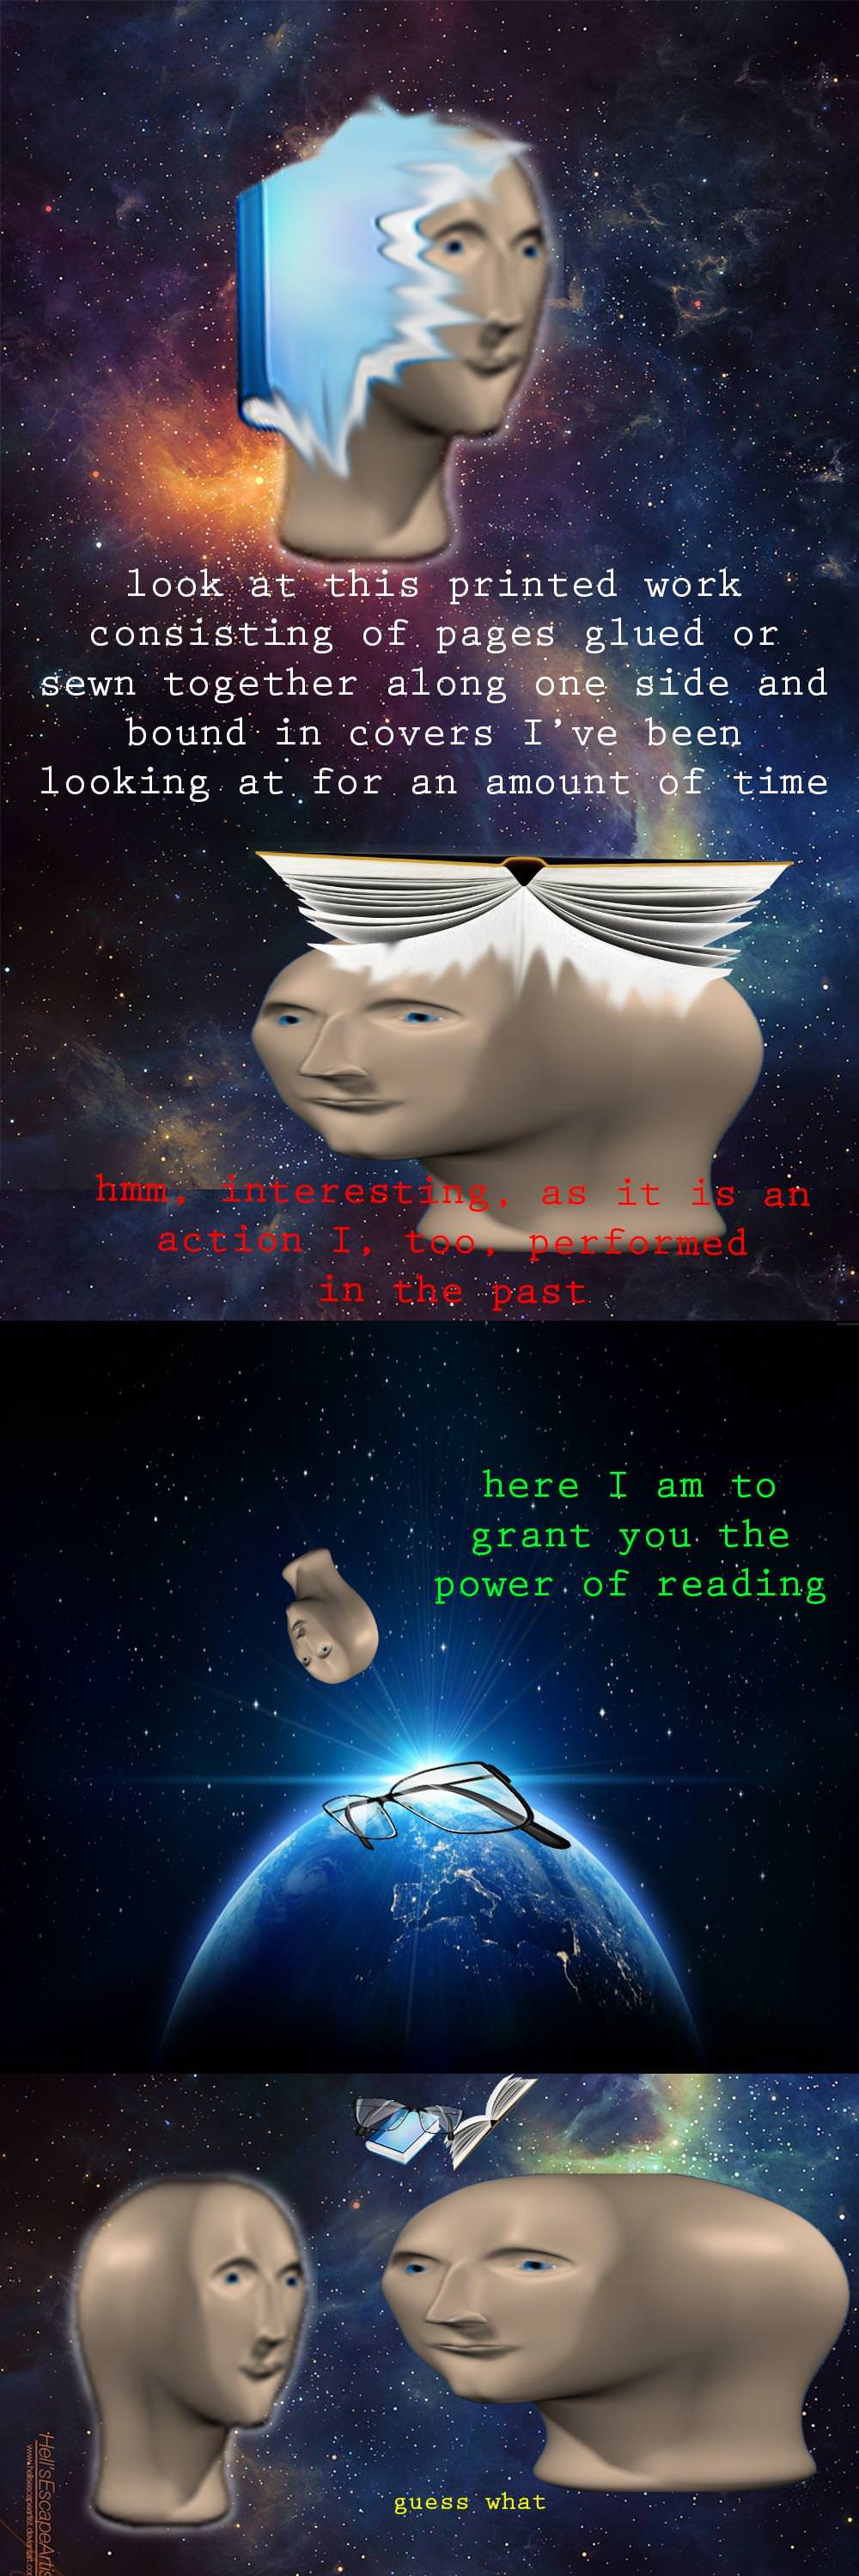 look at this printed work
consisting of pages glued or
sewn together along one side and
bound in covers I've been
looking at for an amount of time
hmm, interesting, as it is an
action I, too, performed
in the past
here I am to
grant you the
power of reading
guess what
Hell'sEscapeArtis